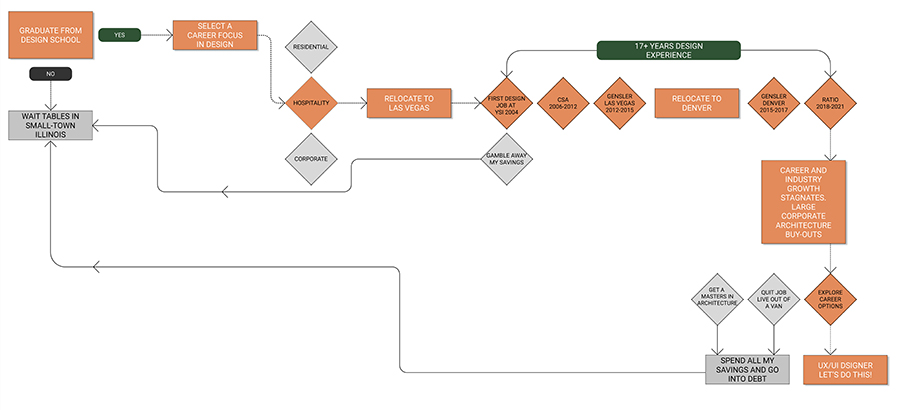 GRADUATE FROM
DESIGN SCHOOL
YES
SELECT A
CAREER FOCUS
IN DESIGN
NO
WAIT TABLES IN
SMALL-TOWN
ILLINOIS
RESIDENTIAL
HOSPITALITY
CORPORATE
RELOCATE TO
LAS VEGAS
17+ YEARS DESIGN
EXPERIENCE
FIRST DESIGN
JOB AT
YSI 2004
GAMBLE AWAY
MY SAVINGS
CSA
2006-2012
GENSLER
LAS VEGAS
2012-2015
RELOCATE TO
DENVER
GENSLER
DENVER
2015-2017
RATIO
2018-2021
CAREER AND
INDUSTRY
GROWTH
STAGNATES.
LARGE
CORPORATE
ARCHITECTURE
BUY-OUTS
GET A
MASTERS IN
ARCHITECTURE
QUIT JOB
LIVE OUT OF
A VAN
EXPLORE
CAREER
OPTIONS
SPEND ALL MY
SAVINGS AND GO
INTO DEBT
UX/UI DSIGNER
LET'S DO THIS!